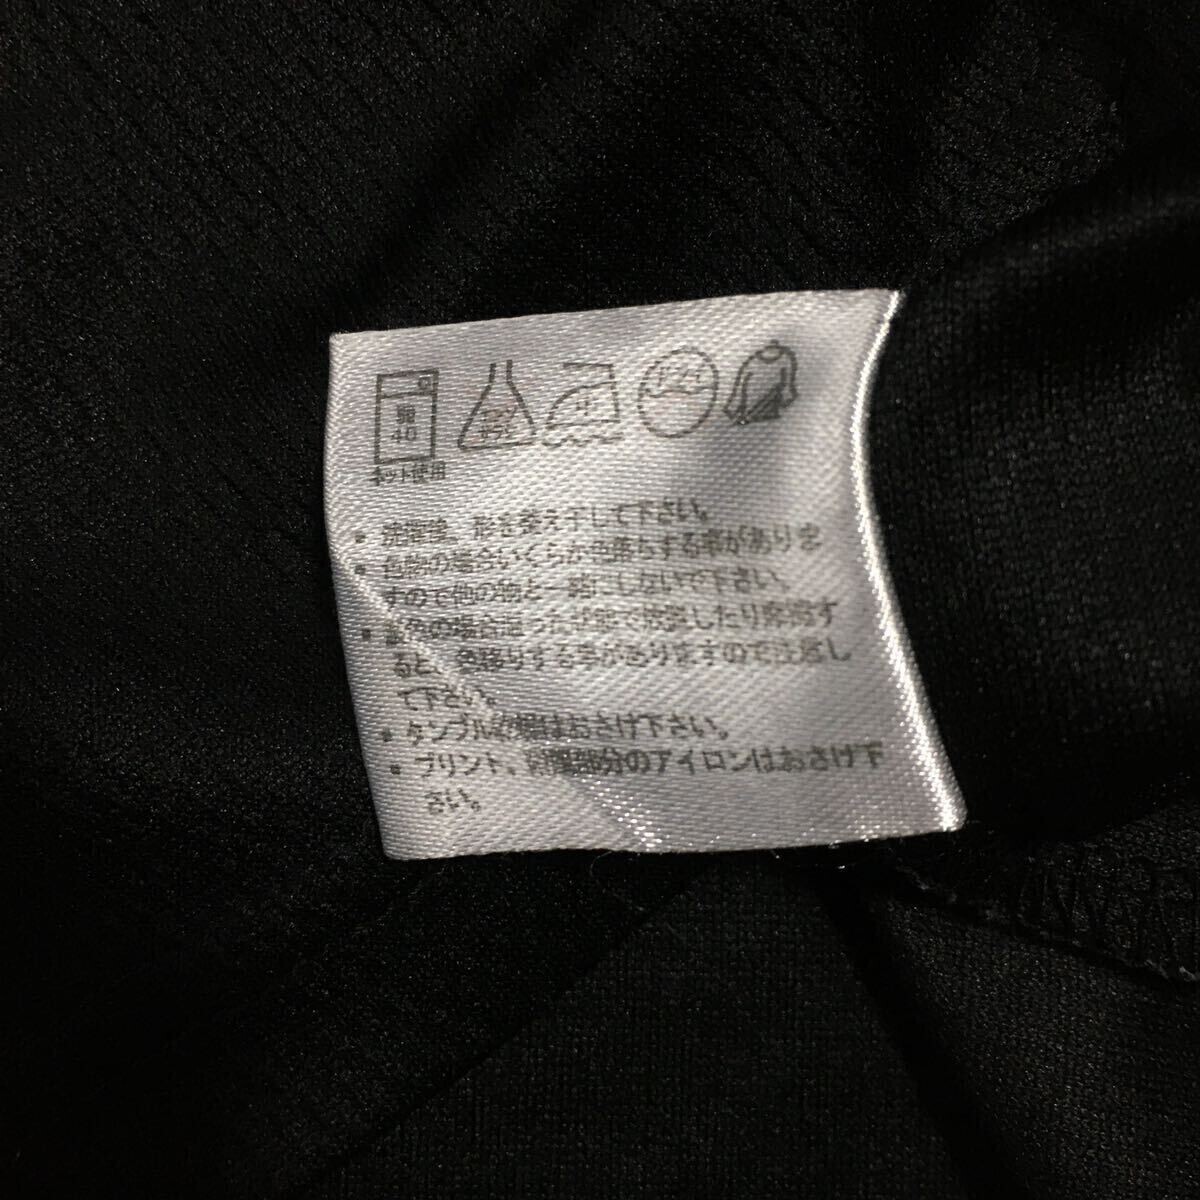 弱
40
ネット使用
• 洗濯後、形を整え干して下さい。
• 色物の場合いくらか色落ちする事がありま
すので他の物と一緒にしないで下さい。
• 濃色の場合湿った状態で放置したり摩擦す
ると、色移りする事がありますので注意し
て下さい。
• タンブル乾燥はおさけ下さい。
• プリント、刺繍部分のアイロンはおさけ下
さい。